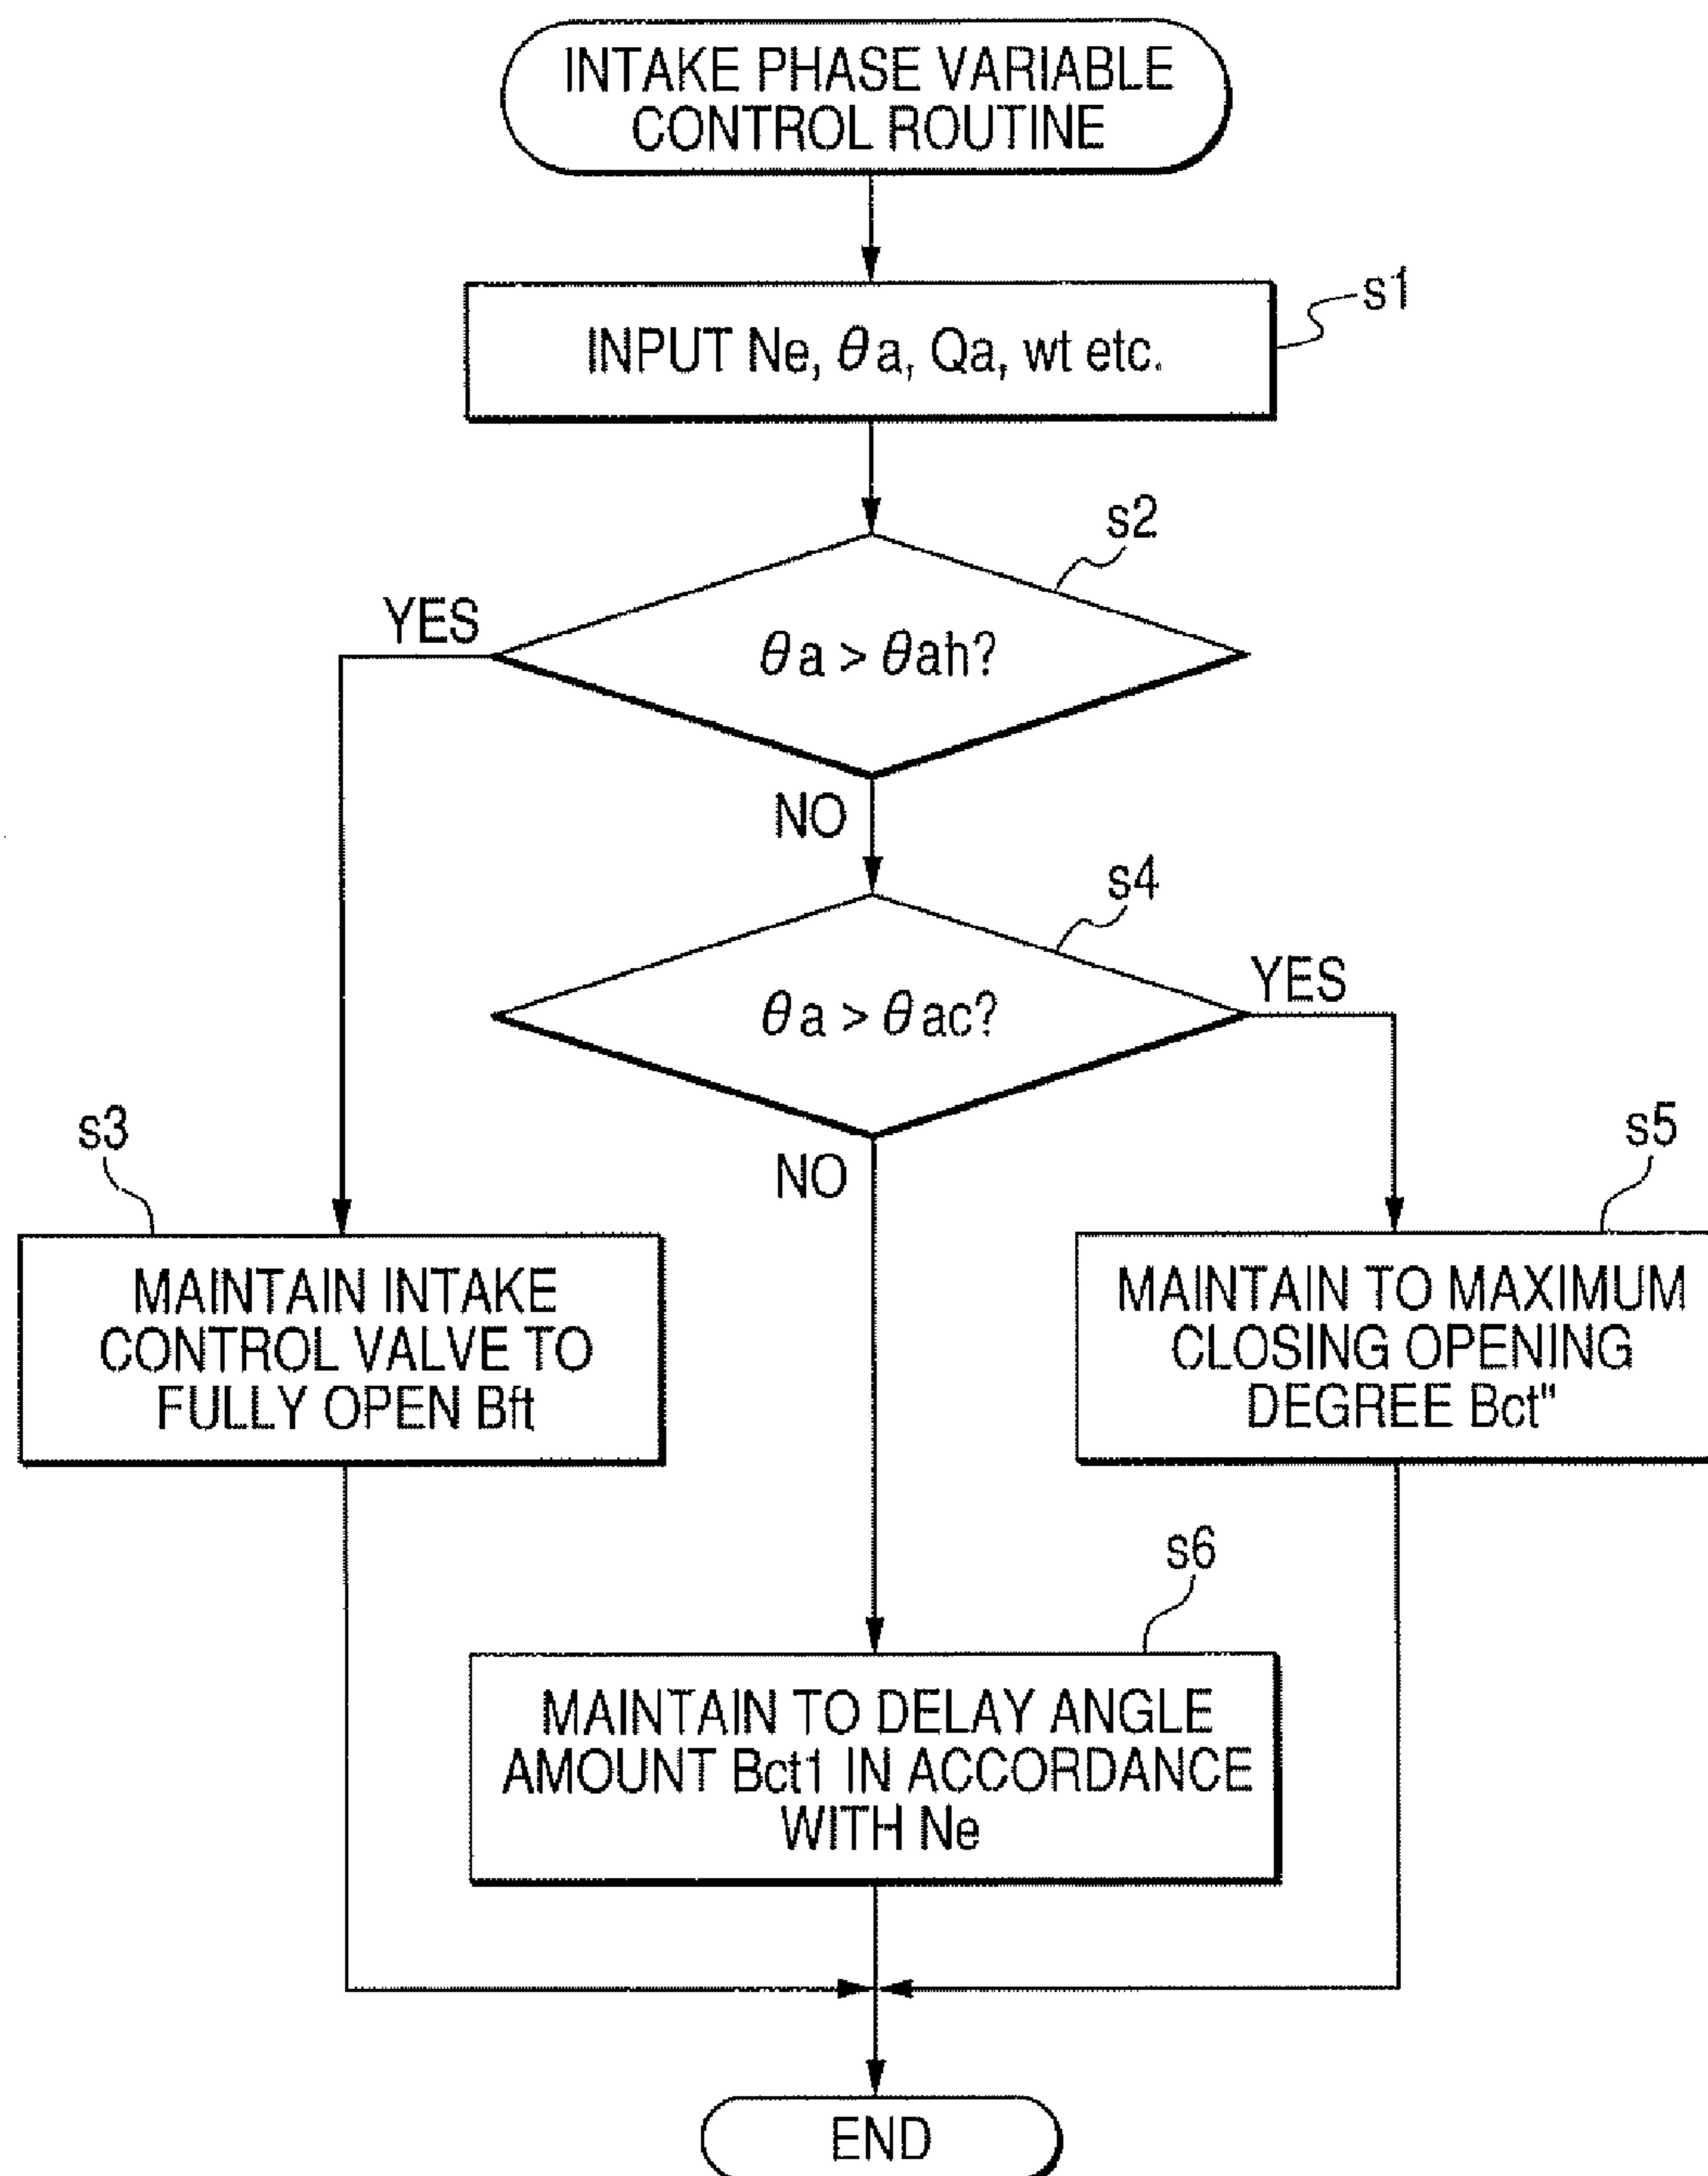 INTAKE PHASE VARIABLE
CONTROL ROUTINE
s1
INPUT Ne, θa, Qa, wt etc.
s2
YES
θa > θah?
NO
s4
YES
θa > θac?
s3
NO
s5
MAINTAIN INTAKE
CONTROL VALVE TO
FULLY OPEN Bft
MAINTAIN TO MAXIMUM
CLOSING OPENING
DEGREE Bct"
s6
MAINTAIN TO DELAY ANGLE
AMOUNT Bct1 IN ACCORDANCE
WITH Ne
END